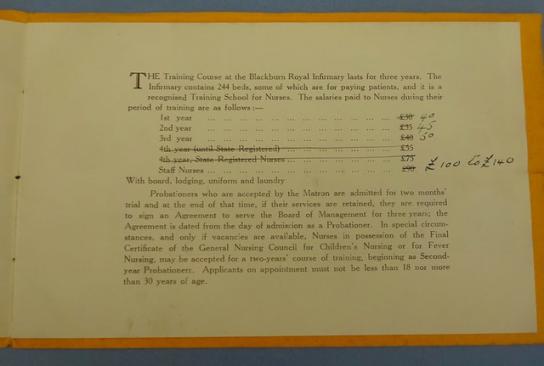 THE Training Course at the Blackburn Royal Infirmary lasts for three years. The
Infirmary contains 244 beds, some of which are for paying patients, and it is a
recognised Training School for Nurses. The salaries paid to Nurses during their
period of training are as follows :—
1st year ... ... ... ... ... ... ... ... ... £30 40
2nd year ... ... ... ... ... ... ... ... ... £35 45
3rd year ... ... ... ... ... ... ... ... ... £40 50
4th year (until State Registered) ... ... ... ... ... £55
4th year, State Registered Nurses ... ... ... ... ... £75
Staff Nurses ... ... ... ... ... ... ... ... £100 to £140
With board, lodging, uniform and laundry
Probationers who are accepted by the Matron are admitted for two months'
trial and at the end of that time, if their services are retained, they are required
to sign an Agreement to serve the Board of Management for three years; the
Agreement is dated from the day of admission as a Probationer. In special circum-
stances, and only if vacancies are available, Nurses in possession of the Final
Certificate of the General Nursing Council for Children's Nursing or for Fever
Nursing, may be accepted for a two-years' course of training, beginning as Second-
year Probationers. Applicants on appointment must not be less than 18 nor more
than 30 years of age.